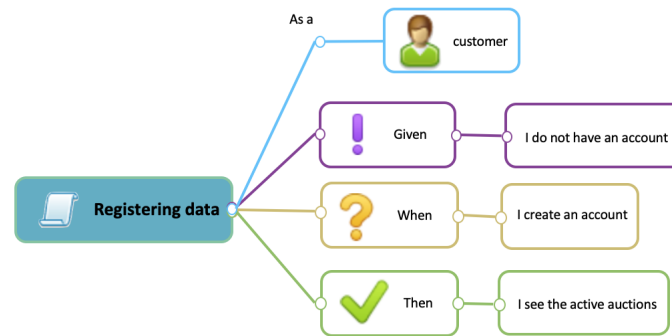 As a
customer
Given
I do not have an account
Registering data
When
I create an account
Then
I see the active auctions